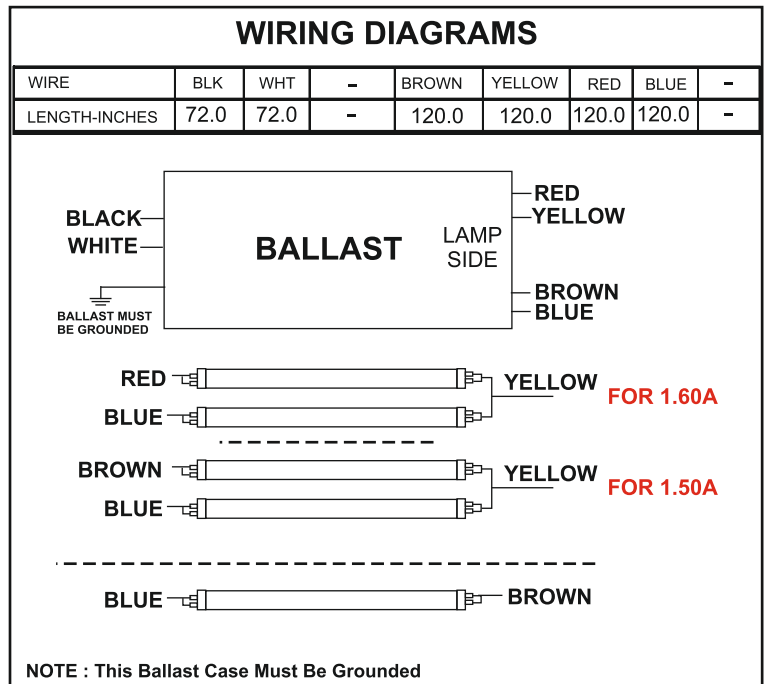 WIRING DIAGRAMS
WIRE BLK WHT - BROWN YELLOW RED BLUE -
LENGTH-INCHES 72.0 72.0 - 120.0 120.0 120.0 120.0 -
BLACK
WHITE
BALLAST MUST
BE GROUNDED
BALLAST
LAMP
SIDE
RED
YELLOW
BROWN
BLUE
RED
YELLOW
FOR 1.60A
BLUE
BROWN
YELLOW
FOR 1.50A
BLUE
BLUE
BROWN
NOTE : This Ballast Case Must Be Grounded